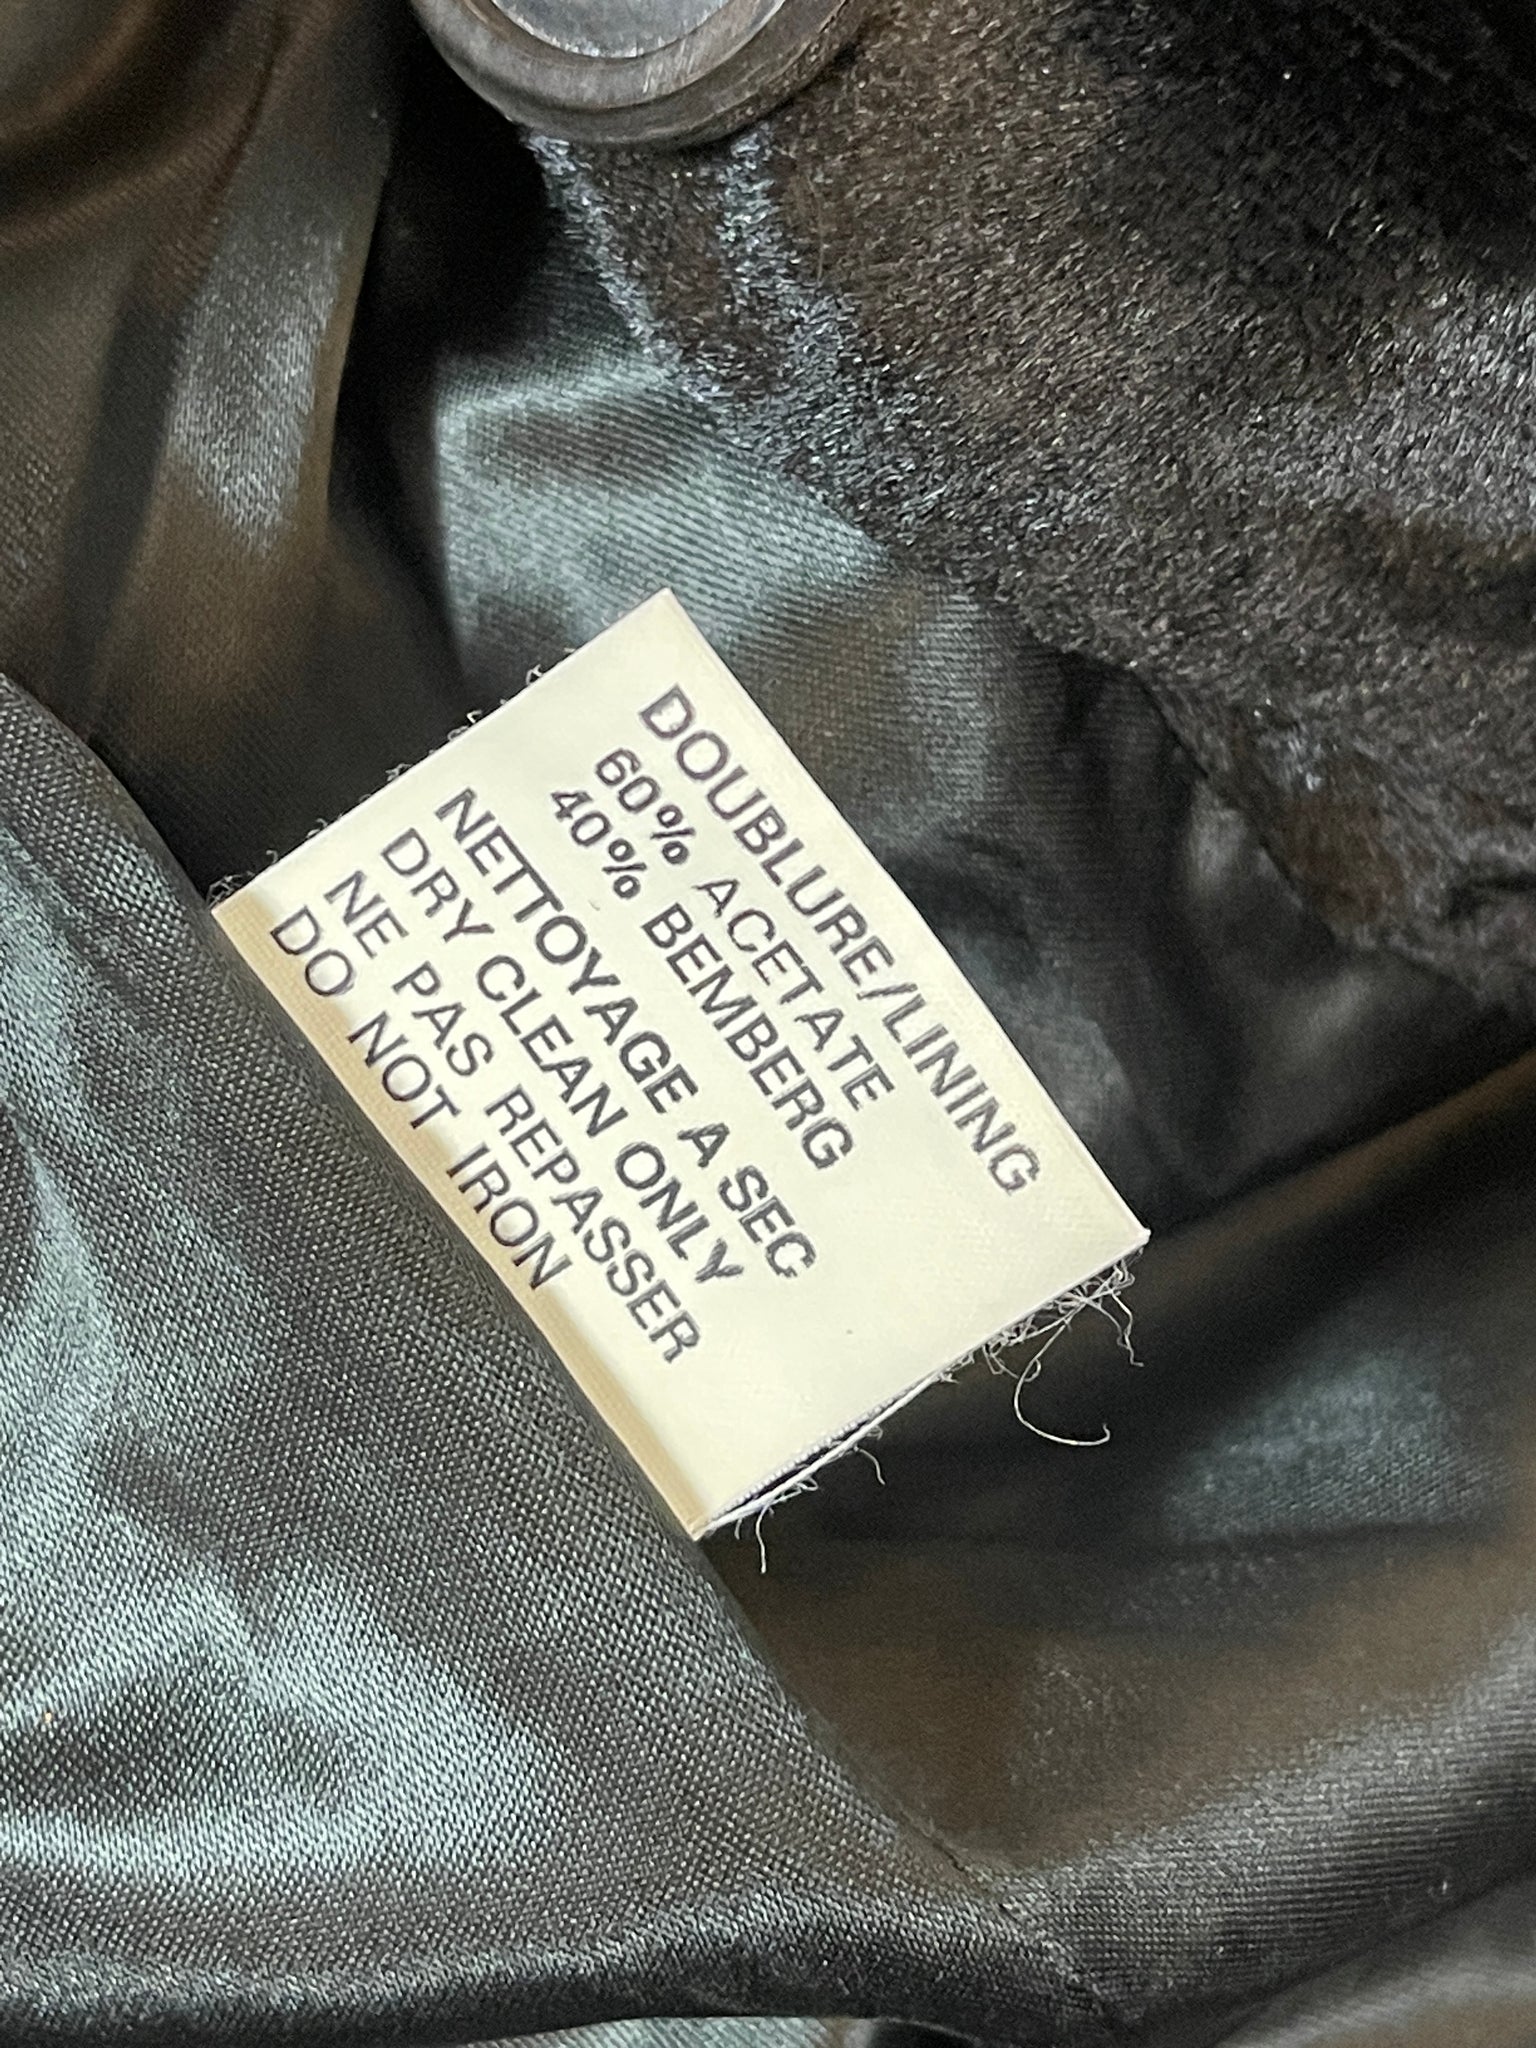 DOUBLURE/LINING
60% ACETATE
40% BEMBERG
NETTOYAGE A SEC
DRY CLEAN ONLY
NE PAS REPASSER
DO NOT IRON